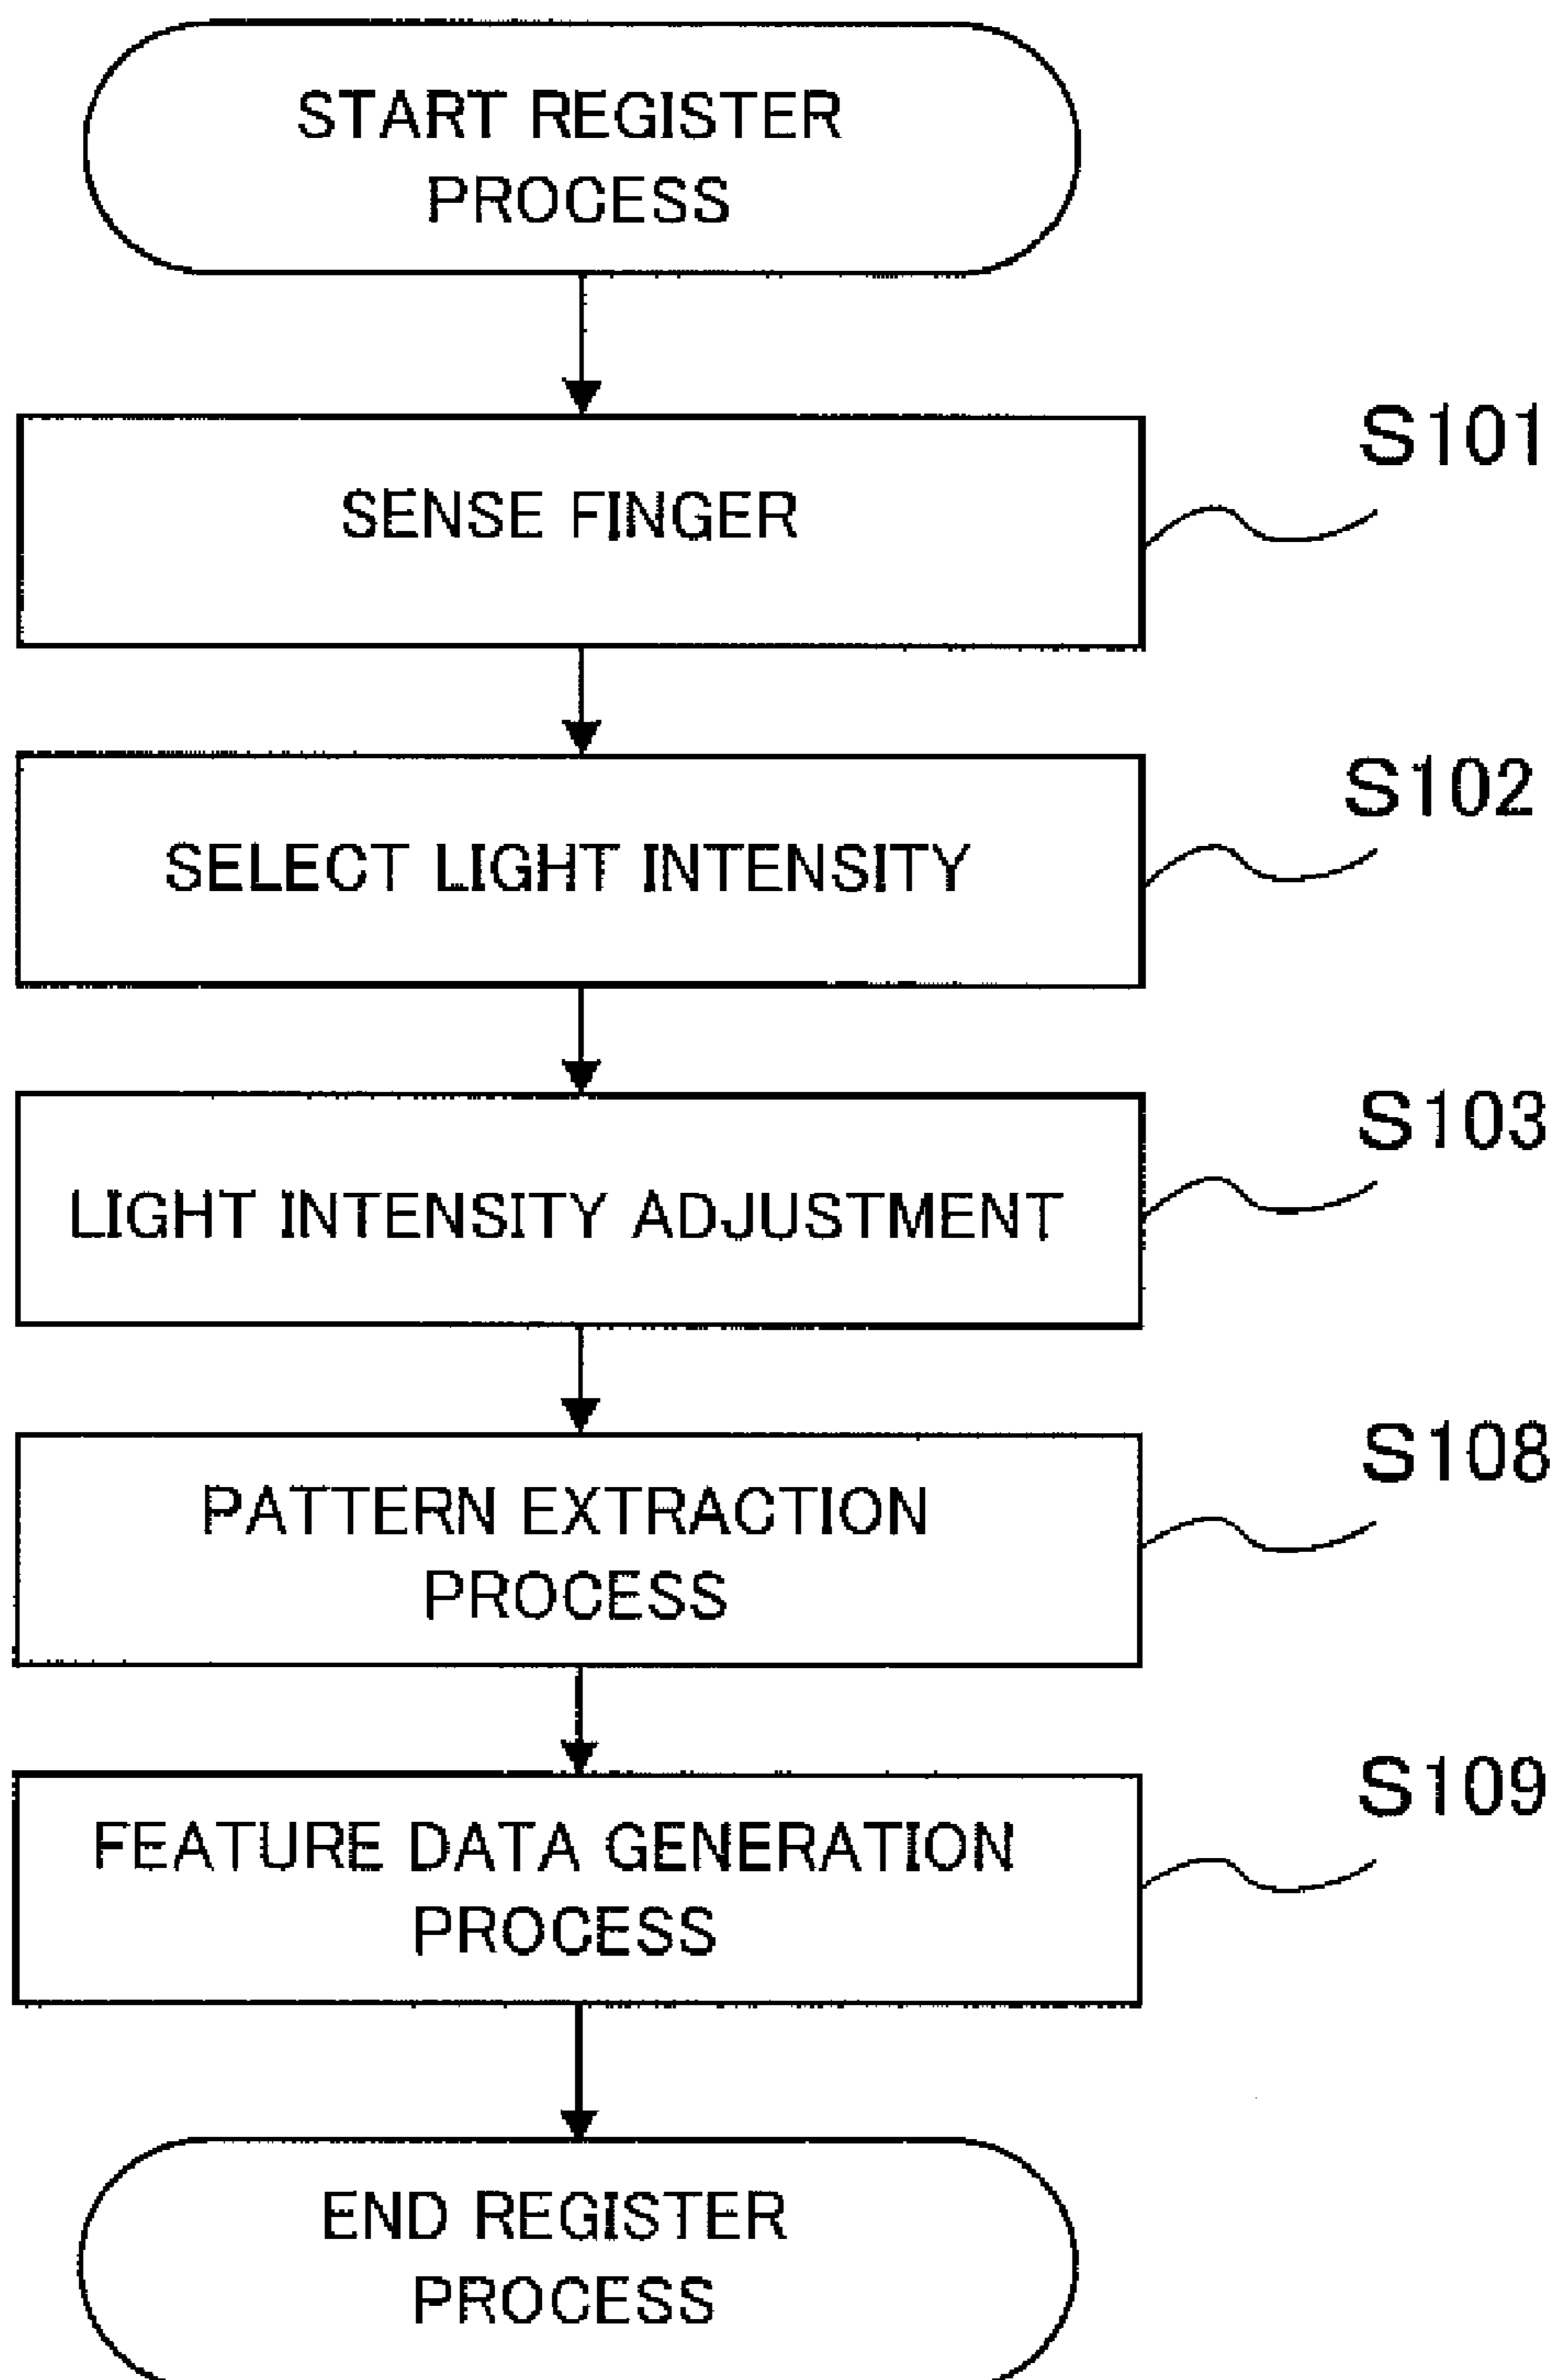 START REGISTER
PROCESS
S101
SENSE FINGER
S102
SELECT LIGHT INTENSITY
S103
LIGHT INTENSITY ADJUSTMENT
S108
PATTERN EXTRACTION
PROCESS
S109
FEATURE DATA GENERATION
PROCESS
END REGISTER
PROCESS